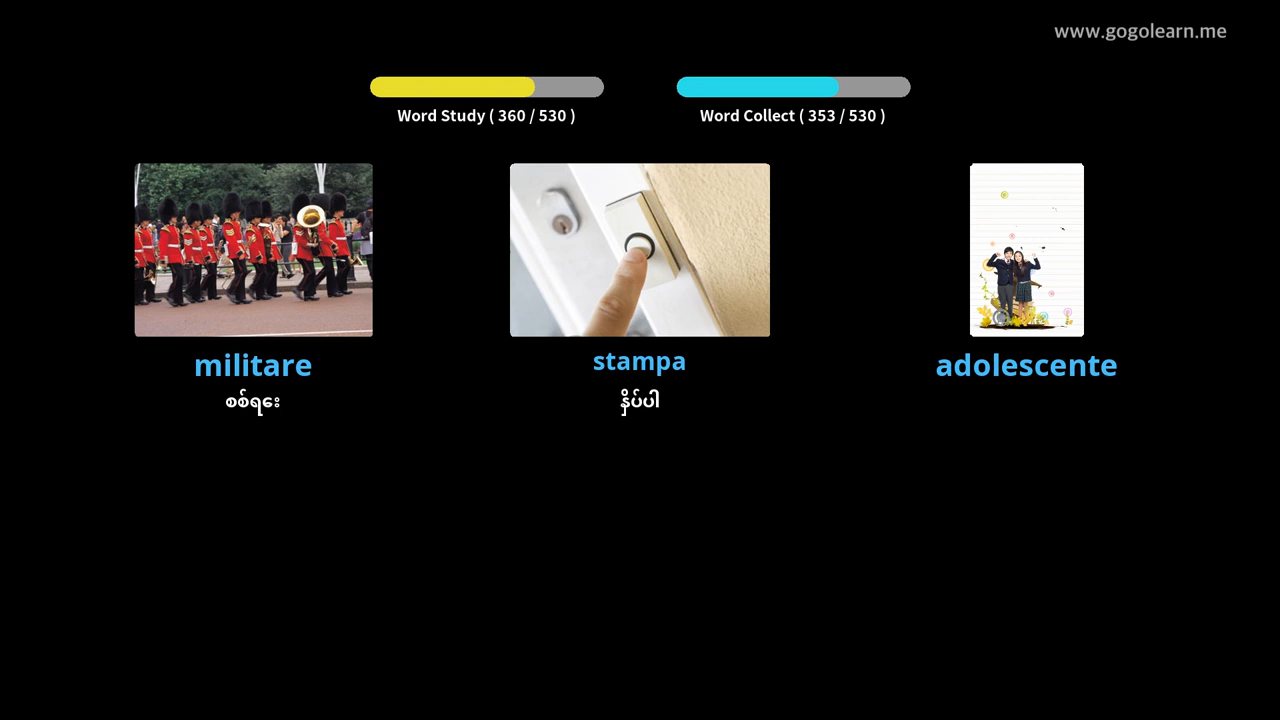 www.gogolearn.me
Word Study ( 360 / 530 )
Word Collect ( 353 / 530 )
militare
stampa
adolescente
စစ်ရေး
နှိပ်ပါ